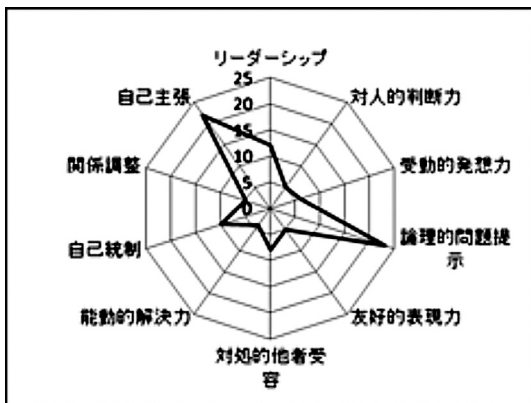 リーダーシップ
対人的判断力
受動的発想力
論理的問題提
示
友好的表現力
対処的他者受
容
能動的解決力
自己統制
関係調整
自己主張
25
20
15
10
5
0